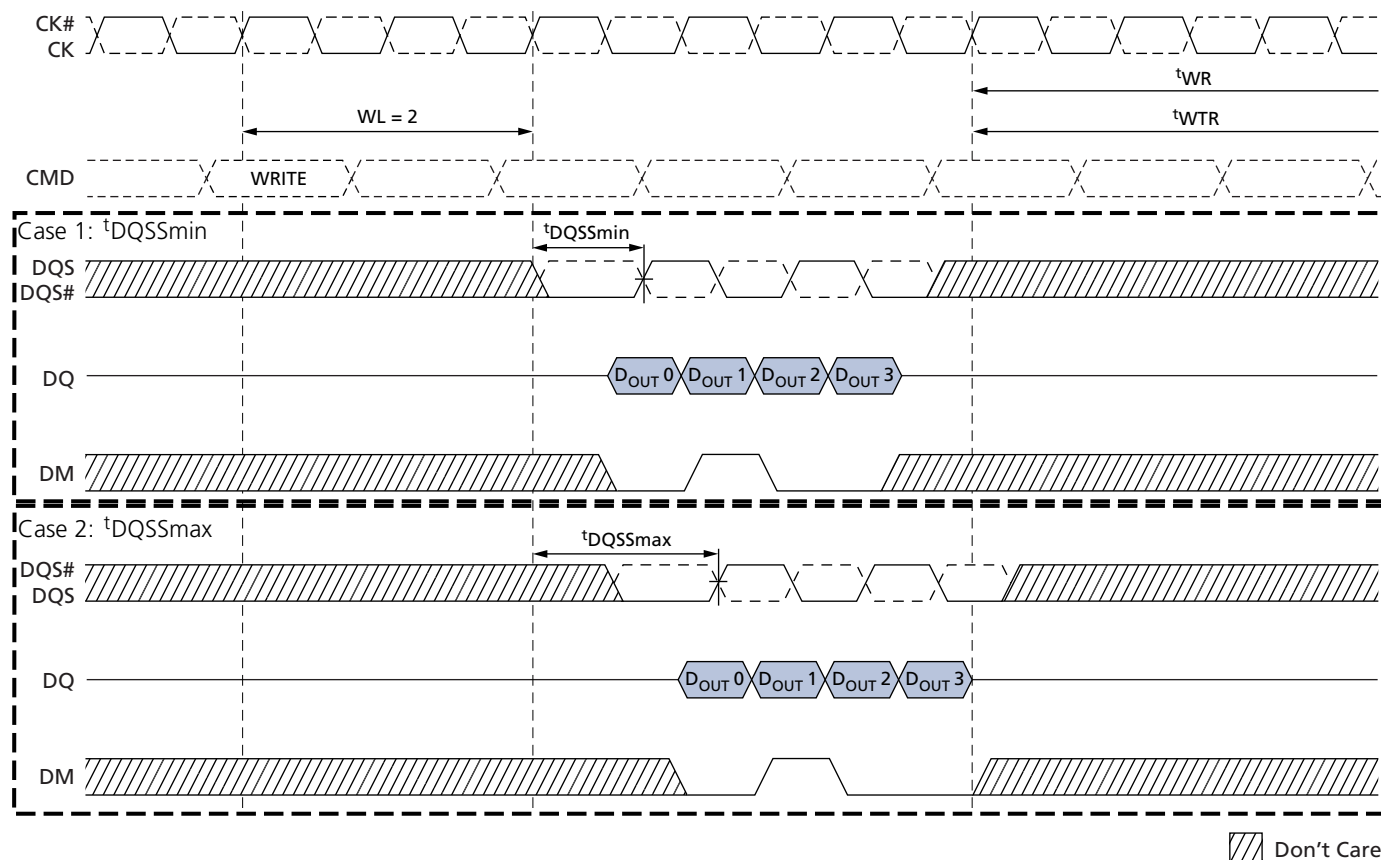 CK#
CK
tWR
WL = 2
tWTR
CMD
WRITE
Case 1: tDQSSmin
tDQSSmin
DQS
DQS#
DQ
DOUT 0 DOUT 1 DOUT 2 DOUT 3
DM
Case 2: tDQSSmax
tDQSSmax
DQS#
DQS
DQ
DOUT 0 DOUT 1 DOUT 2 DOUT 3
DM
Don't Care